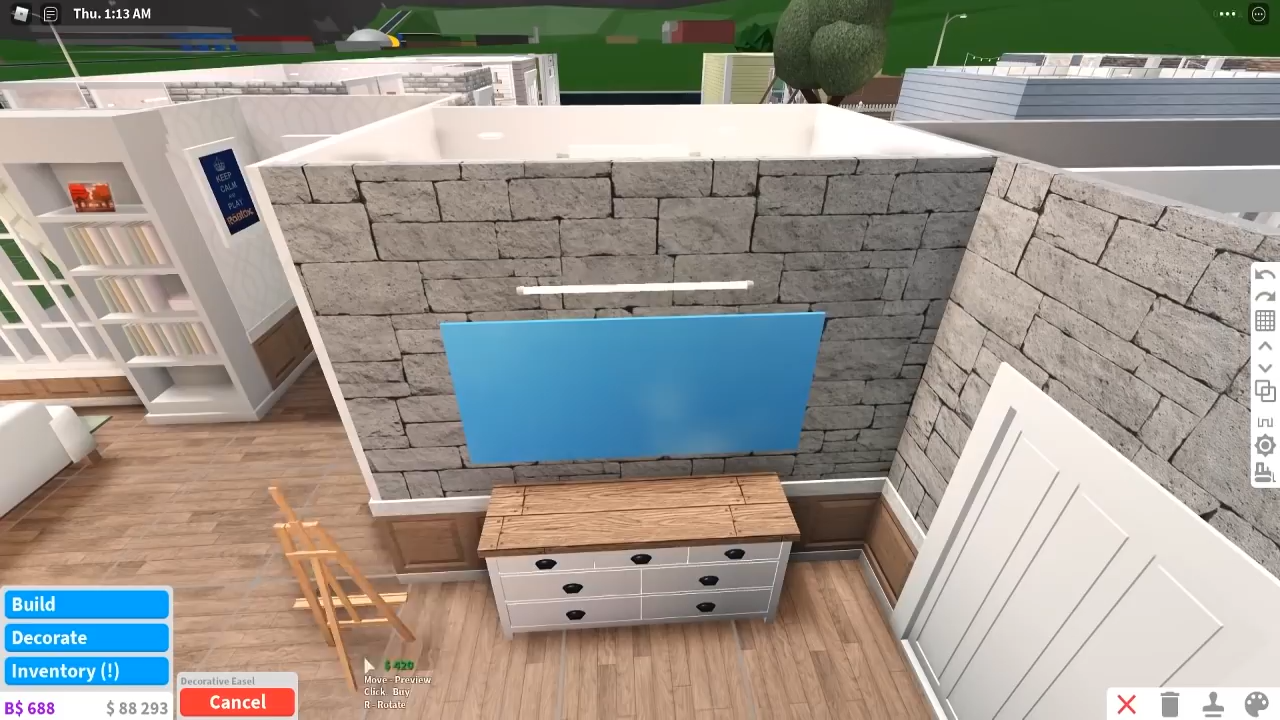 Thu. 1:13 AM
KEEP
CALM
AND
PLAY
ROBLOX
Build
Decorate
Inventory (!)
B$ 688
$ 88 293
Decorative Easel
Cancel
$ 420
Move - Preview
Click - Buy
R - Rotate